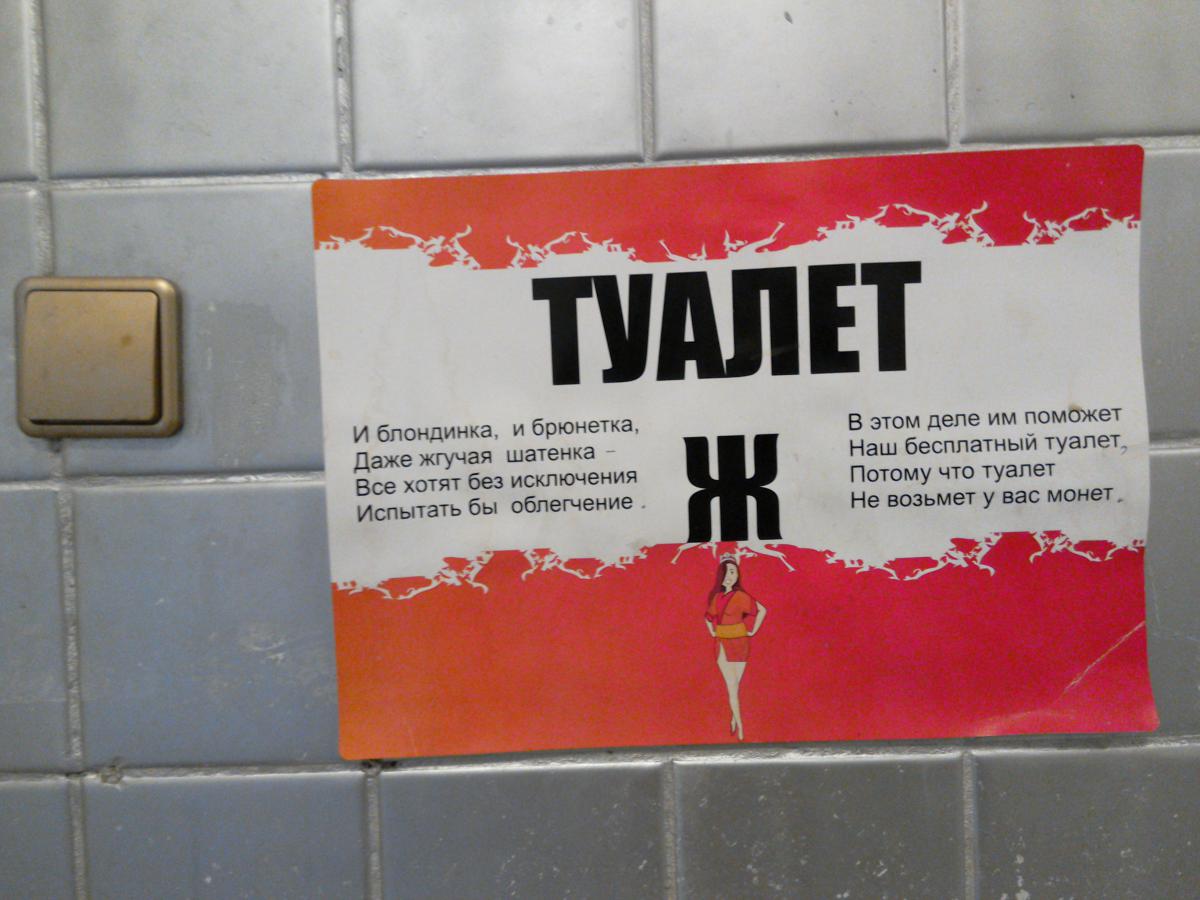 ТУАЛЕТ
Ж
И блондинка, и брюнетка,
Даже жгучая шатенка -
Все хотят без исключения
Испытать бы облегчение.
В этом деле им поможет
Наш бесплатный туалет,
Потому что туалет
Не возьмет у вас монет.